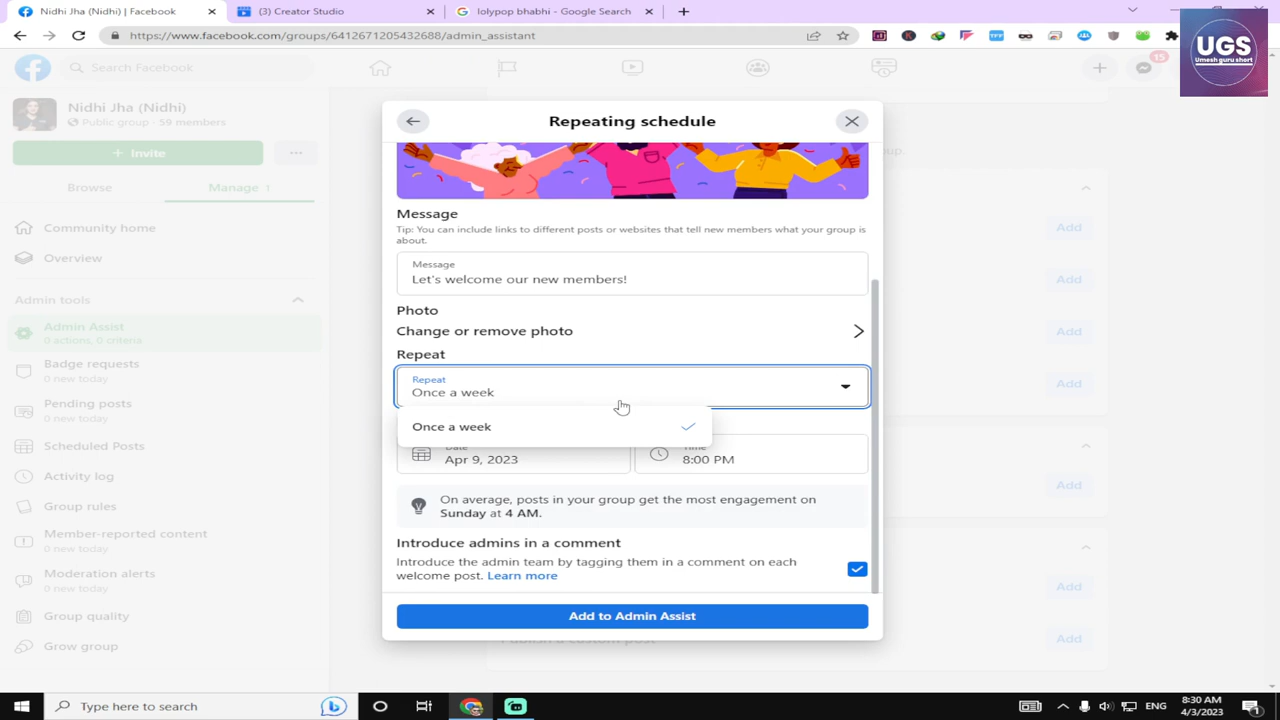 Nidhi Jha (Nidhi) | Facebook
(3) Creator Studio
lolypop bhabhi - Google Search
https://www.facebook.com/groups/6412671205432688/admin_assistant
UGS
Umesh guru short
Search Facebook
15
Nidhi Jha (Nidhi)
Public group · 59 members
+ Invite
Browse
Manage
Community home
Overview
Admin tools
Admin Assist
0 actions, 0 criteria
Badge requests
0 new today
Pending posts
0 new today
Scheduled Posts
Activity log
Group rules
Member-reported content
0 new today
Moderation alerts
0 new today
Group quality
Grow group
Repeating schedule
Message
Tip: You can include links to different posts or websites that tell new members what your group is
about.
Message
Let's welcome our new members!
Photo
Change or remove photo
Repeat
Repeat
Once a week
Once a week
Date
Apr 9, 2023
Time
8:00 PM
On average, posts in your group get the most engagement on
Sunday at 4 AM.
Introduce admins in a comment
Introduce the admin team by tagging them in a comment on each
welcome post. Learn more
Add to Admin Assist
Add
Add
Add
Add
Add
Add
Publish a custom post
Add
Type here to search
ENG
8:30 AM
4/3/2023
1